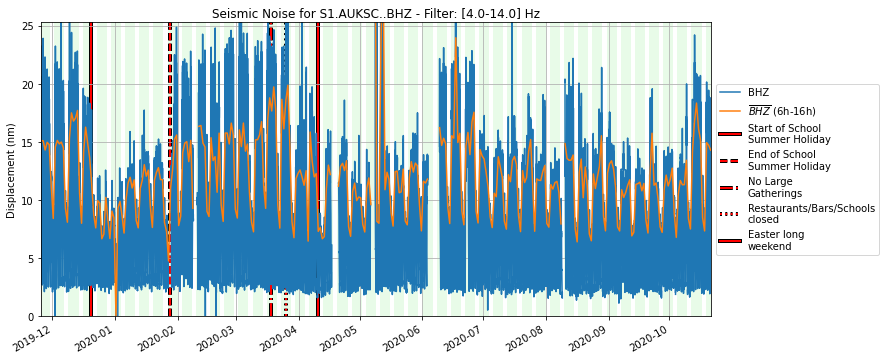 Seismic Noise for S1.AUKSC..BHZ - Filter: [4.0-14.0] Hz
Displacement (nm)
25
20
15
10
5
0
2019-12
2020-01
2020-02
2020-03
2020-04
2020-05
2020-06
2020-07
2020-08
2020-09
2020-10
BHZ
BHZ (6h-16h)
Start of School
Summer Holiday
End of School
Summer Holiday
No Large
Gatherings
Restaurants/Bars/Schools
closed
Easter long
weekend